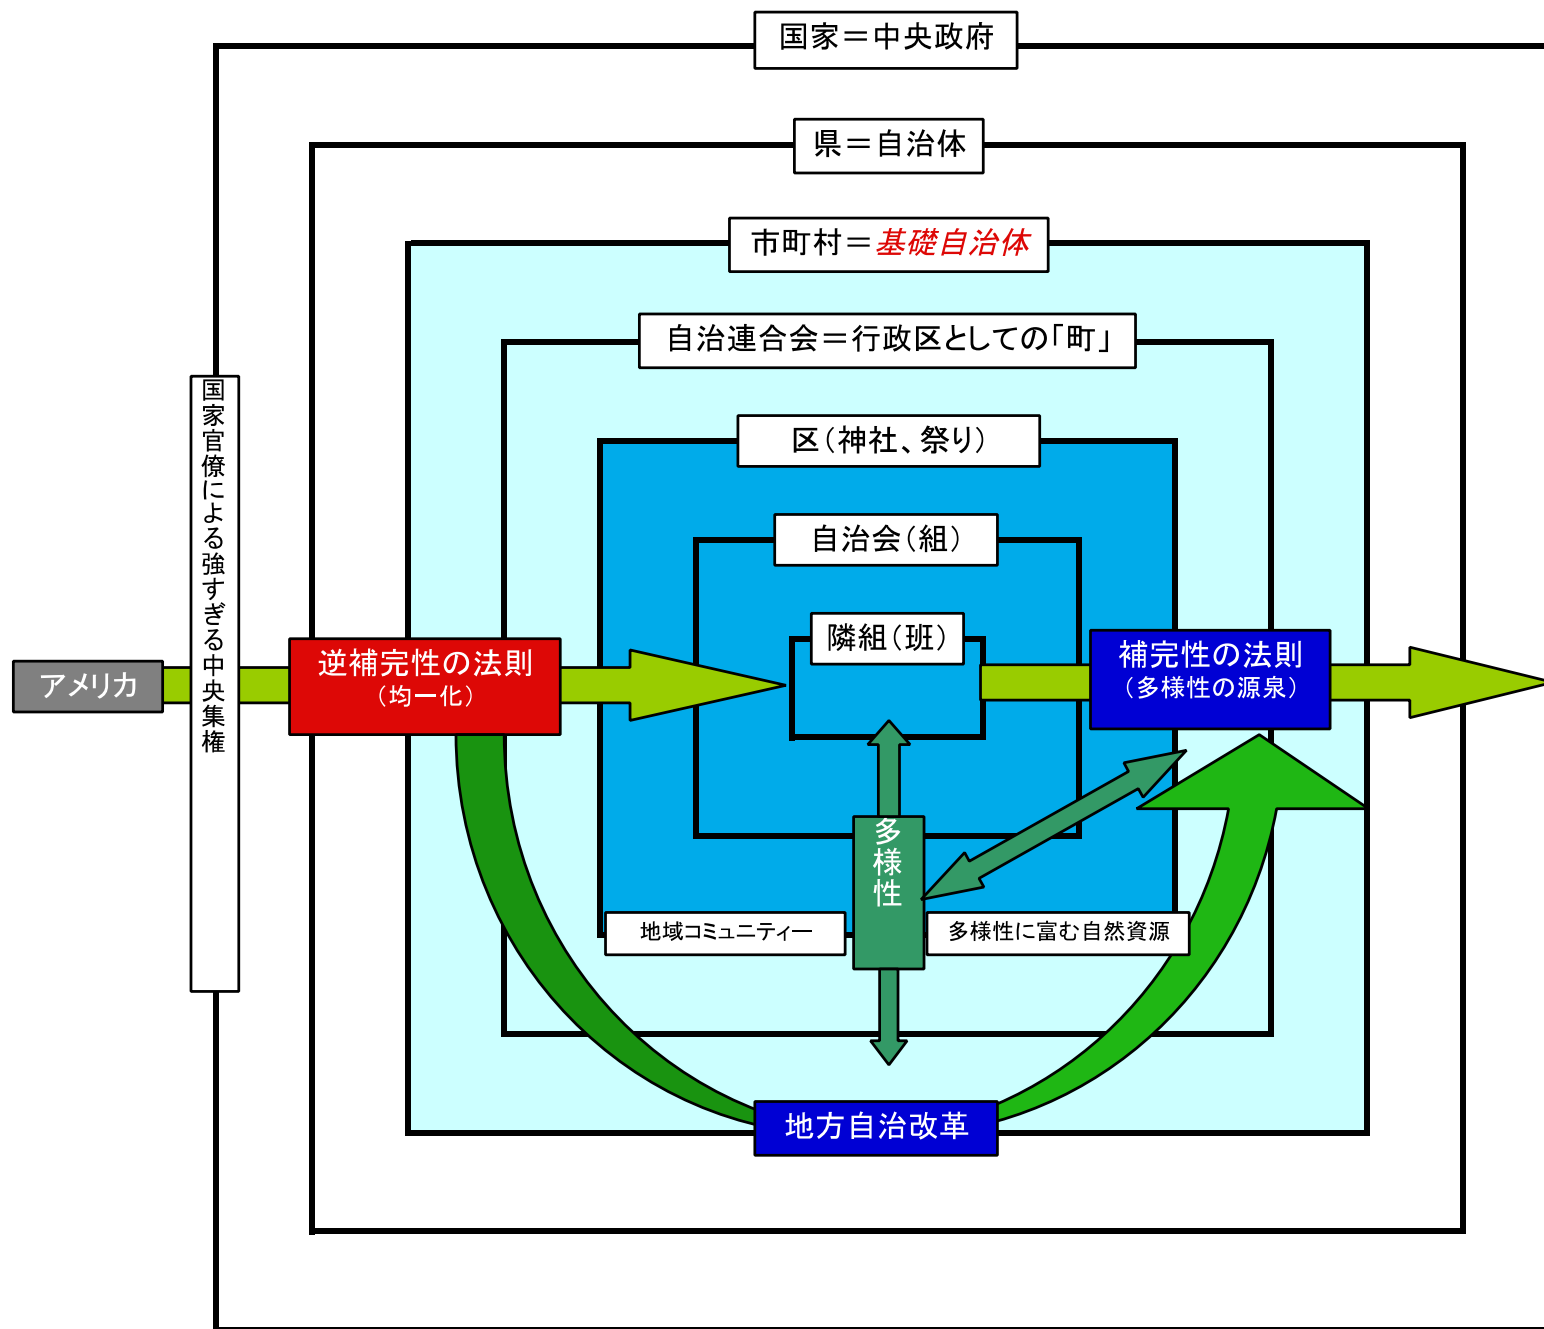 国家＝中央政府
県＝自治体
市町村＝基礎自治体
自治連合会＝行政区としての「町」
区（神社、祭り）
自治会（組）
隣組（班）
国家官僚による強すぎる中央集権
アメリカ
逆補完性の法則
（均一化）
補完性の法則
（多様性の源泉）
多様性
地域コミュニティー
多様性に富む自然資源
地方自治改革